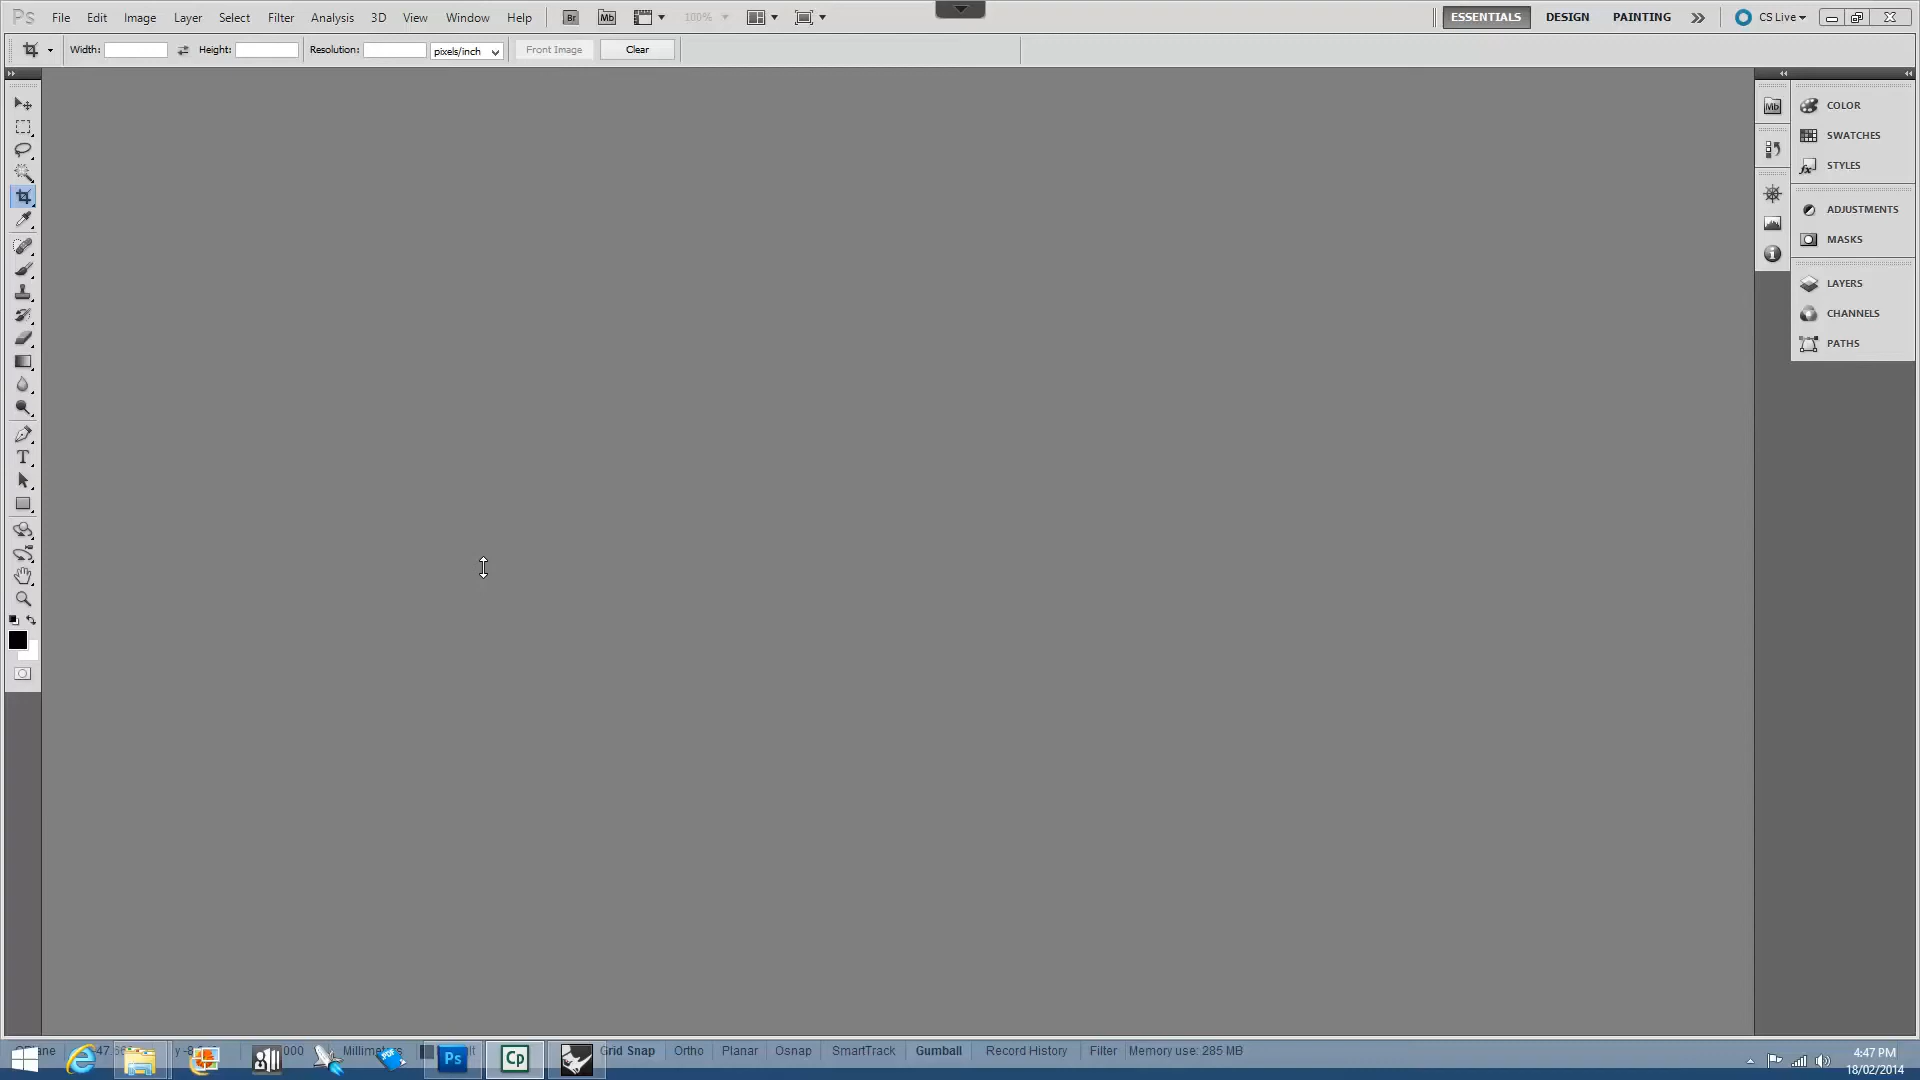 Ps File Edit Image Layer Select Filter Analysis 3D View Window Help Br Mb 100% ESSENTIALS DESIGN PAINTING CS Live
Width: Height: Resolution: pixels/inch Front Image Clear
Mb COLOR
SWATCHES
STYLES
ADJUSTMENTS
MASKS
LAYERS
CHANNELS
PATHS
T
Millimeters Grid Snap Ortho Planar Osnap SmartTrack Gumball Record History Filter Memory use: 285 MB
Ps Cp
4:47 PM
18/02/2014